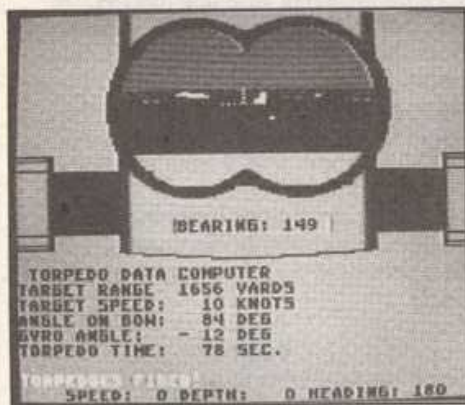 BEARING: 149
TORPEDO DATA COMPUTER
TARGET RANGE 1656 YARDS
TARGET SPEED: 10 KNOTS
ANGLE ON BOW: 84 DEG
GYRO ANGLE: - 12 DEG
TORPEDO TIME: 78 SEC.
TORPEDOES FIRED!
SPEED: 0 DEPTH: 0 HEADING: 180